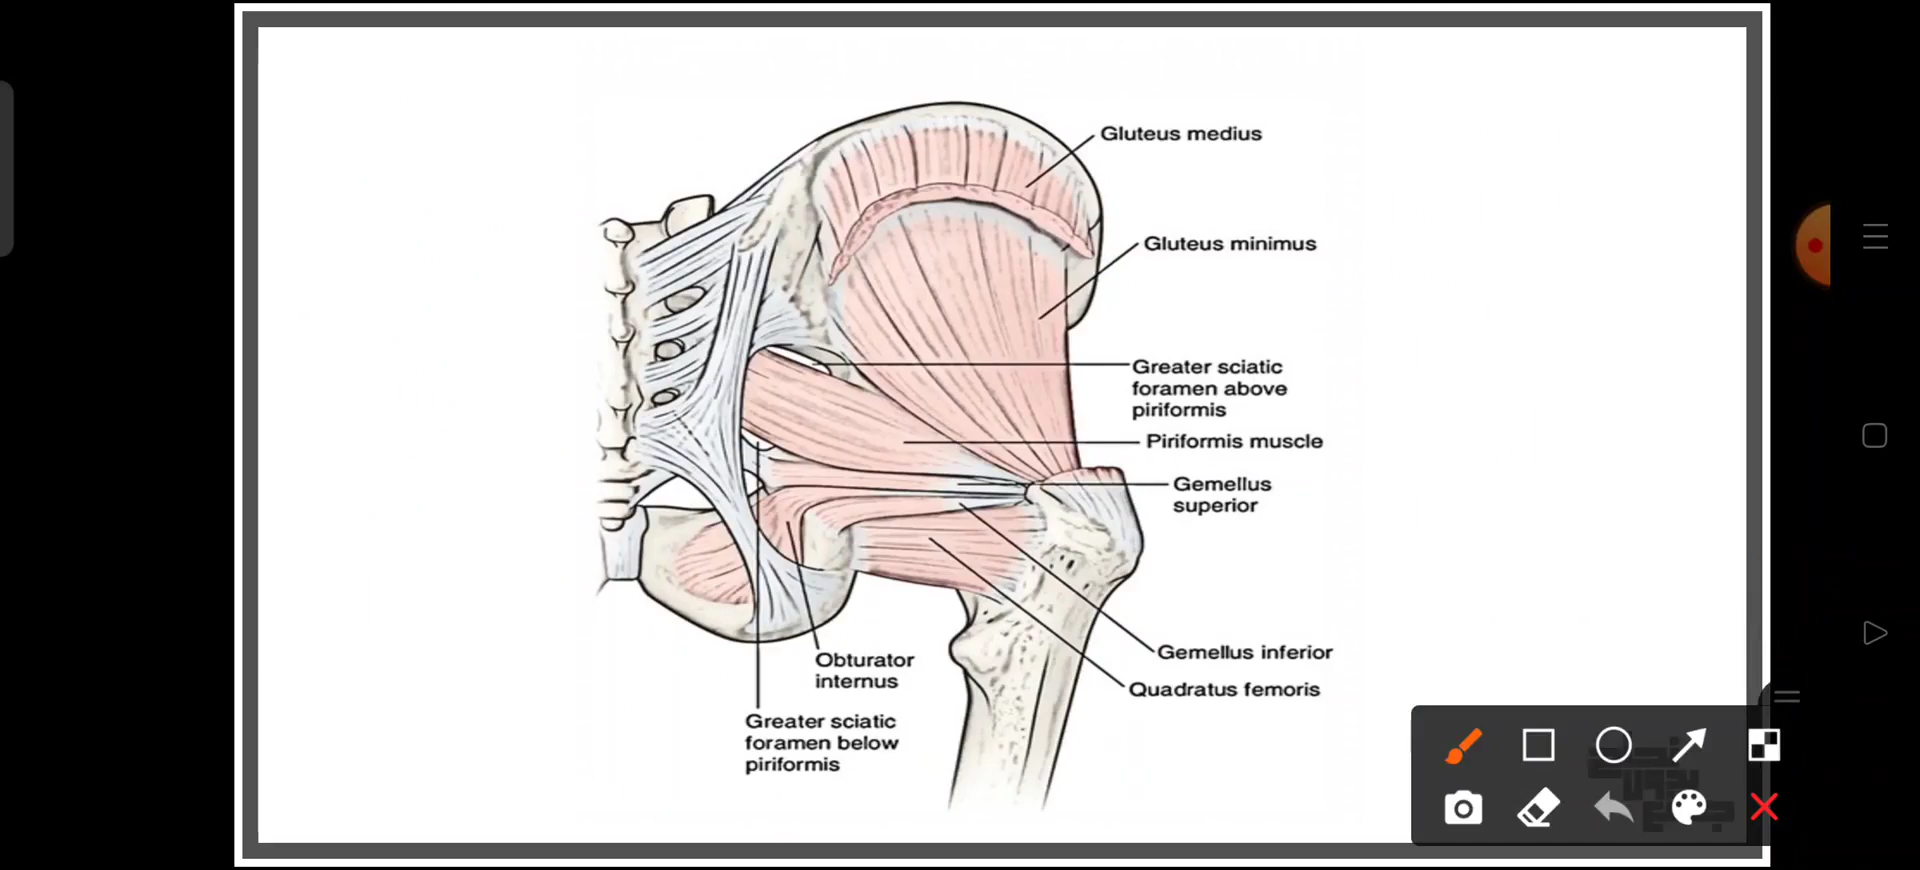 Gluteus medius
Gluteus minimus
Greater sciatic
foramen above
piriformis
Piriformis muscle
Gemellus
superior
Gemellus inferior
Quadratus femoris
Obturator
internus
Greater sciatic
foramen below
piriformis